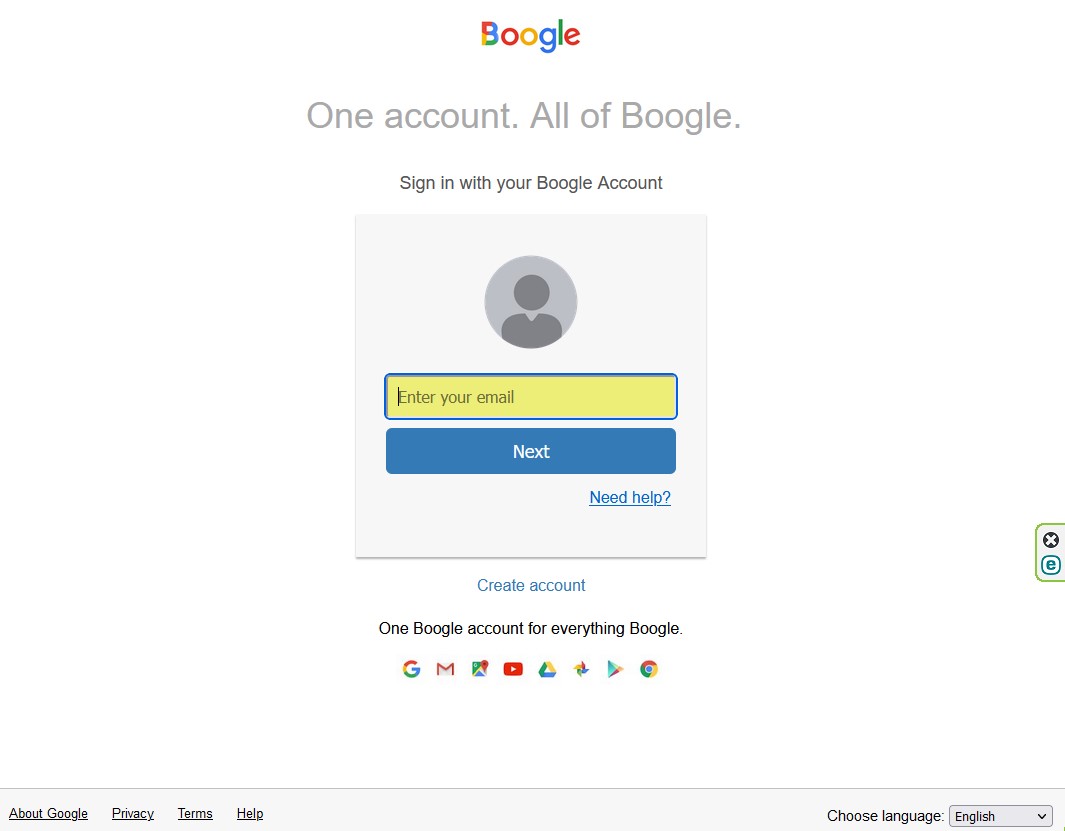 Boogle
One account. All of Boogle.
Sign in with your Boogle Account
Enter your email
Next
Need help?
Create account
One Boogle account for everything Boogle.
About Google Privacy Terms Help Choose language: English